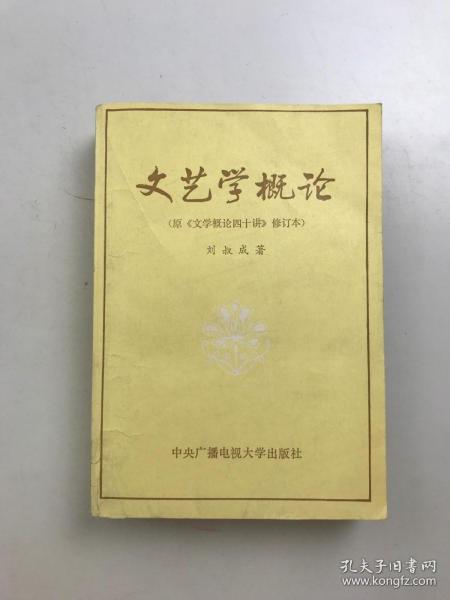 文艺学概论
（原《文学概论四十讲》修订本）
刘叔成著
中央广播电视大学出版社
孔夫子旧书网
www.kongfz.com